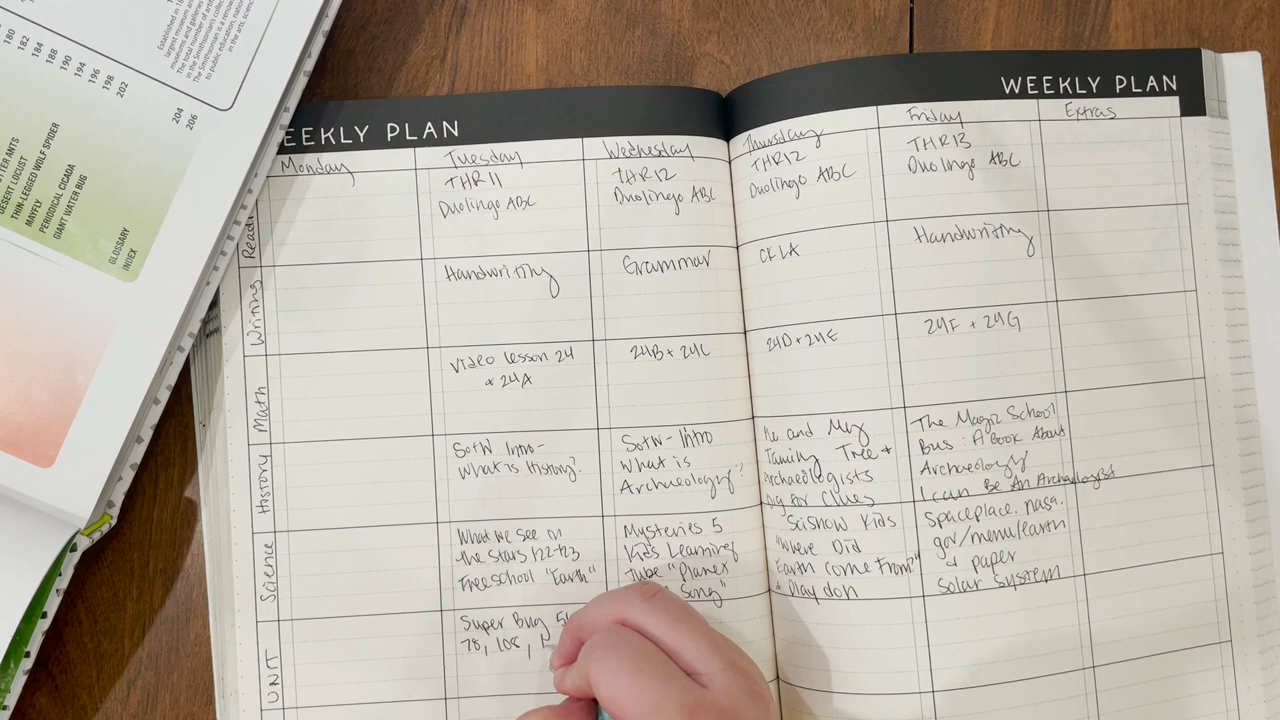 180
182
184
188
190
194
196
198
202
204
206
DESERT LOCUST
THIN-LEGGED WOLF SPIDER
MAYFLY
PERIODICAL CICADA
GIANT WATER BUG
GLOSSARY
INDEX
WEEKLY PLAN
EEKLY PLAN
Monday
Tuesday
Wednesday
Thursday
Friday
Extras
THR 11
Duolingo ABC
THR 12
Duolingo ABC
THR12
Duolingo ABC
THR13
Duolingo ABC
Writing
Handwriting
Grammar
CKLA
Handwriting
Math
Video Lesson 24
+ 24A
24B + 24C
24D + 24E
24F + 24G
History
SOTW Intro-
What is History?
SOTW - Intro
What is
Archaeology?
Me and My
Family Tree +
Archaeologists
Dig For Clues
The Magic School
Bus: A Book About
Archaeology
I can Be An Archaeologist
Science
What we see in
the stars 122-123
Freeschool "Earth"
Mysteries 5
Kids Learning
Tube "Planet
Song"
SciShow Kids
"Where Did
Earth come From?"
+ Play doh
Spaceplace.nasa.
gov/menu/earth
+ paper
Solar System
UNIT
Super Bug
78, 108,